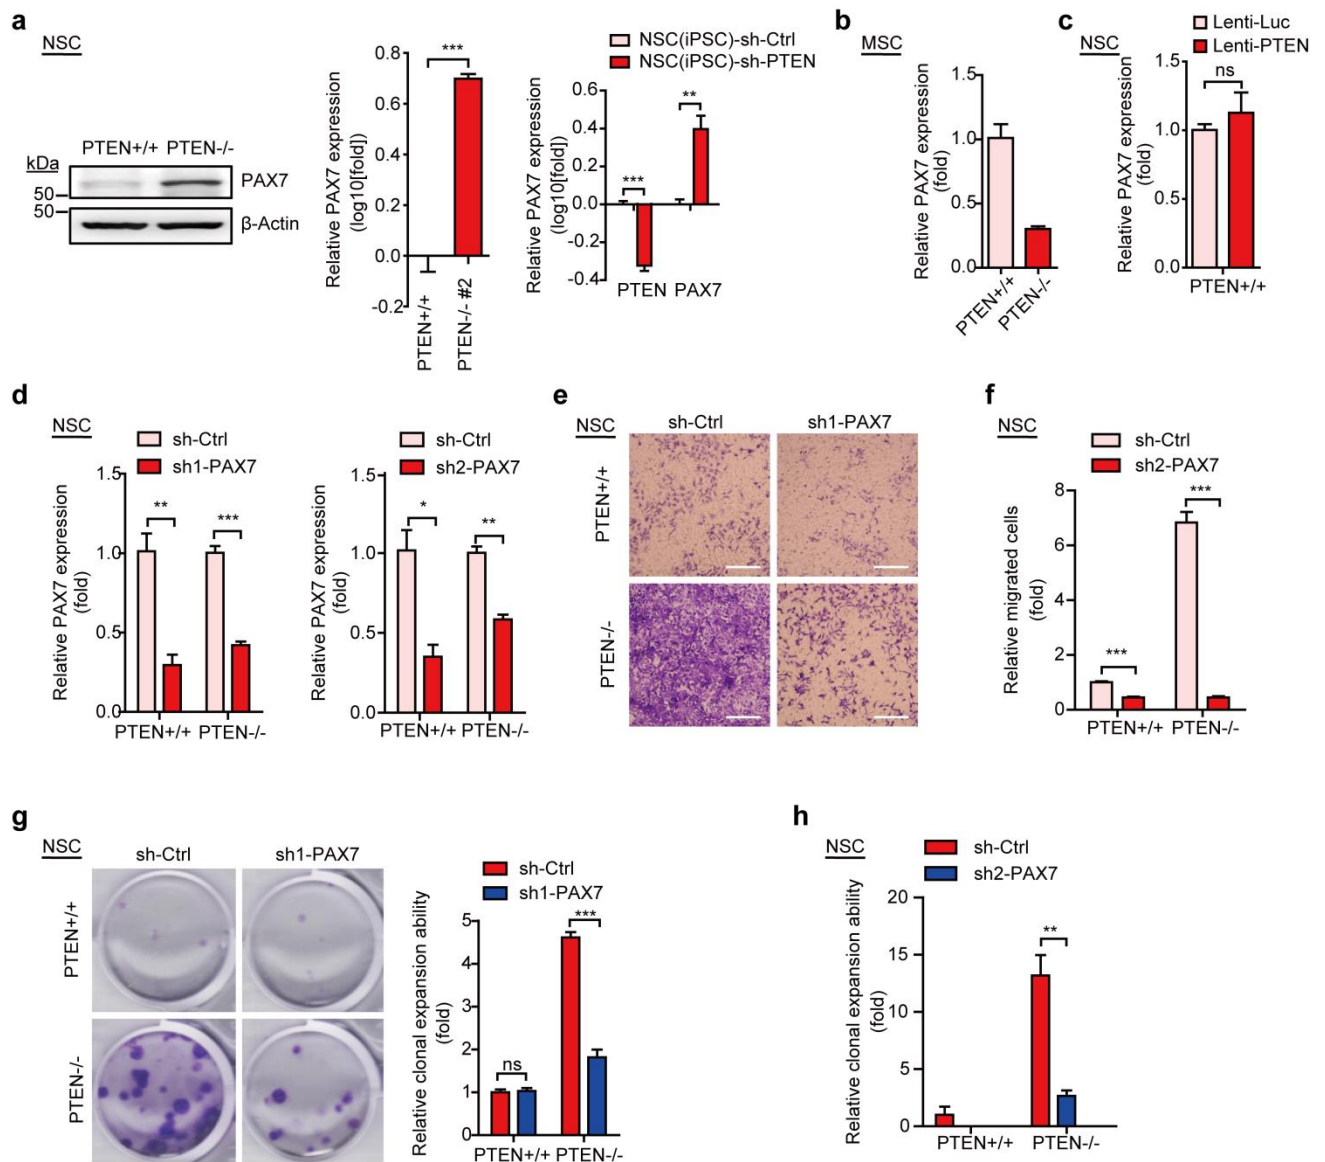 a
NSC
kDa
PTEN+/+ PTEN-/-
50
PAX7
50
β-Actin
Relative PAX7 expression
(log10[fold])
0.8
0.6
0.4
0.2
0.0
-0.2
***
PTEN+/+
PTEN-/- #2
NSC(iPSC)-sh-Ctrl
NSC(iPSC)-sh-PTEN
Relative PAX7 expression
(log10[fold])
0.6
0.4
0.2
0.0
-0.2
-0.4
***
**
PTEN PAX7
b
MSC
Relative PAX7 expression
(fold)
1.5
1.0
0.5
0.0
PTEN+/+
PTEN-/-
c
NSC
Lenti-Luc
Lenti-PTEN
Relative PAX7 expression
(fold)
1.5
1.0
0.5
0.0
ns
PTEN+/+
d
NSC
sh-Ctrl
sh1-PAX7
Relative PAX7 expression
(fold)
1.5
1.0
0.5
0.0
**
***
PTEN+/+ PTEN-/-
sh-Ctrl
sh2-PAX7
Relative PAX7 expression
(fold)
1.5
1.0
0.5
0.0
*
**
PTEN+/+ PTEN-/-
e
NSC
sh-Ctrl
sh1-PAX7
PTEN+/+
PTEN-/-
f
NSC
sh-Ctrl
sh2-PAX7
Relative migrated cells
(fold)
8
6
4
2
0
***
***
PTEN+/+ PTEN-/-
g
NSC
sh-Ctrl
sh1-PAX7
PTEN+/+
PTEN-/-
sh-Ctrl
sh1-PAX7
Relative clonal expansion ability
(fold)
5
4
3
2
1
0
ns
***
PTEN+/+ PTEN-/-
h
NSC
sh-Ctrl
sh2-PAX7
Relative clonal expansion ability
(fold)
20
15
10
5
0
**
PTEN+/+ PTEN-/-